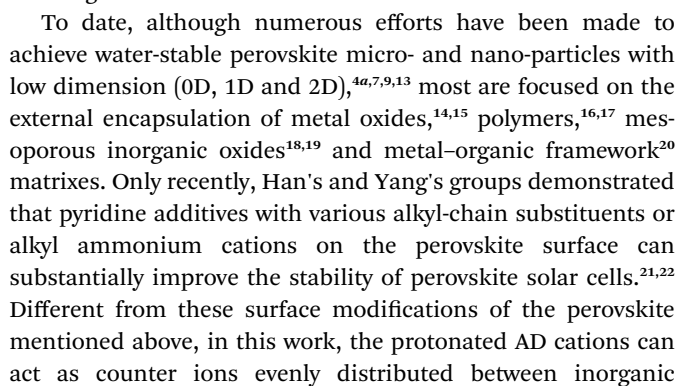 To date, although numerous efforts have been made to
achieve water-stable perovskite micro- and nano-particles with
low dimension (0D, 1D and 2D),4a,7,9,13 most are focused on the
external encapsulation of metal oxides,14,15 polymers,16,17 mes-
oporous inorganic oxides18,19 and metal–organic framework20
matrixes. Only recently, Han's and Yang's groups demonstrated
that pyridine additives with various alkyl-chain substituents or
alkyl ammonium cations on the perovskite surface can
substantially improve the stability of perovskite solar cells.21,22
Different from these surface modifications of the perovskite
mentioned above, in this work, the protonated AD cations can
act as counter ions evenly distributed between inorganic